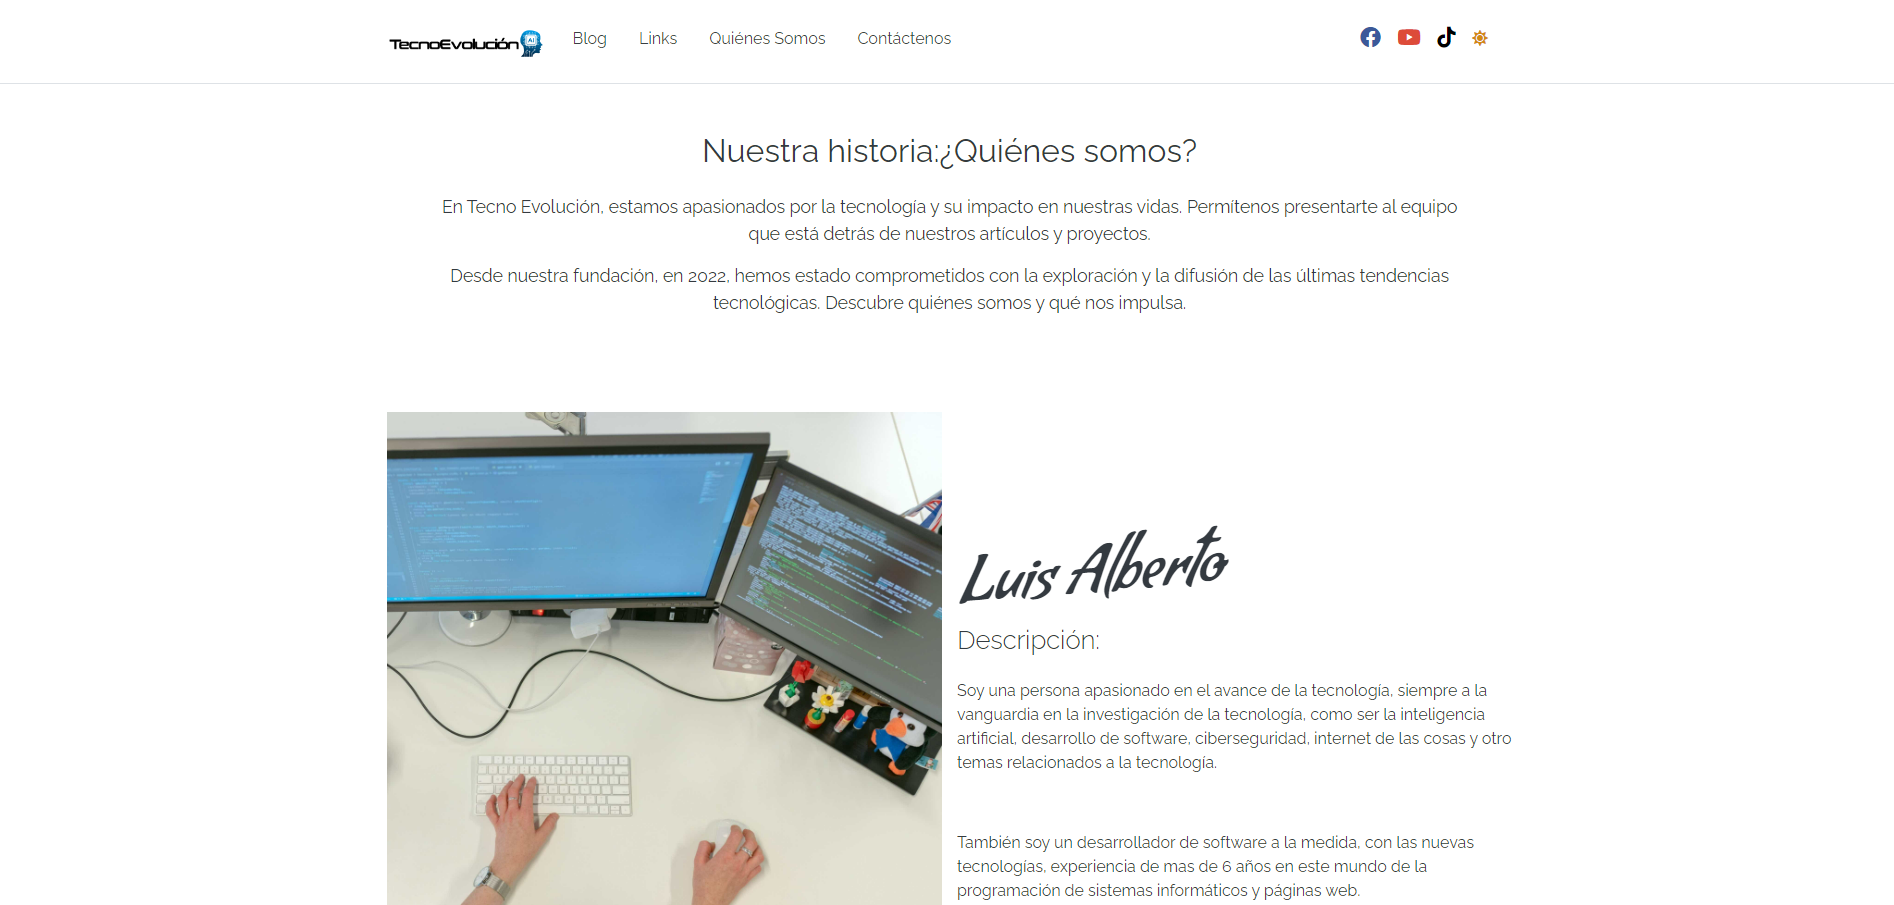 TecnoEvolución AI
Blog
Links
Quiénes Somos
Contáctenos
Nuestra historia:¿Quiénes somos?
En Tecno Evolución, estamos apasionados por la tecnología y su impacto en nuestras vidas. Permítenos presentarte al equipo
que está detrás de nuestros artículos y proyectos.
Desde nuestra fundación, en 2022, hemos estado comprometidos con la exploración y la difusión de las últimas tendencias
tecnológicas. Descubre quiénes somos y qué nos impulsa.
Luis Alberto
Descripción:
Soy una persona apasionado en el avance de la tecnología, siempre a la
vanguardia en la investigación de la tecnología, como ser la inteligencia
artificial, desarrollo de software, ciberseguridad, internet de las cosas y otro
temas relacionados a la tecnología.
También soy un desarrollador de software a la medida, con las nuevas
tecnologías, experiencia de mas de 6 años en este mundo de la
programación de sistemas informáticos y páginas web.